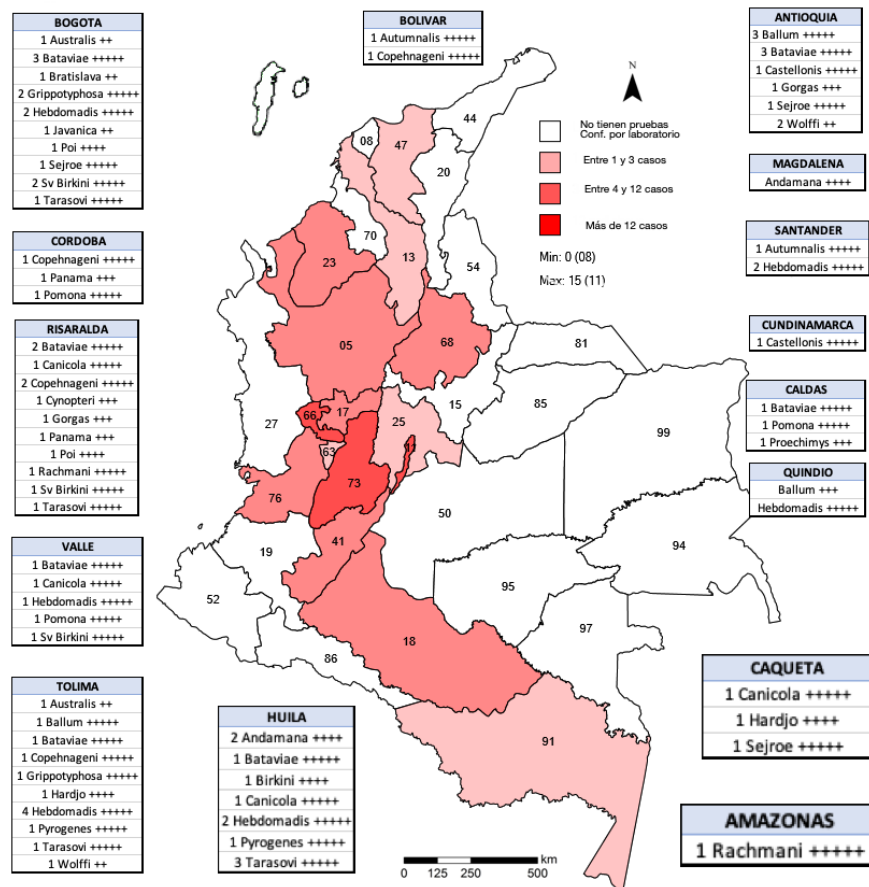 BOGOTA
1 Australis ++
3 Bataviae +++++
1 Bratislava ++
2 Grippotyphosa +++++
2 Hebdomadis +++++
1 Javanica ++
1 Poi ++++
1 Sejroe +++++
2 Sv Birkini +++++
1 Tarasovi +++++
CORDOBA
1 Copehnageni +++++
1 Panama +++
1 Pomona +++++
RISARALDA
2 Bataviae +++++
1 Canicola +++++
2 Copehnageni +++++
1 Cynopteri +++
1 Gorgas +++
1 Panama +++
1 Poi ++++
1 Rachmani +++++
1 Sv Birkini +++++
1 Tarasovi +++++
VALLE
1 Bataviae +++++
1 Canicola +++++
1 Hebdomadis +++++
1 Pomona +++++
1 Sv Birkini +++++
TOLIMA
1 Australis ++
1 Ballum +++++
1 Bataviae +++++
1 Copehnageni +++++
1 Grippotyphosa +++++
1 Hardjo ++++
4 Hebdomadis +++++
1 Pyrogenes +++++
1 Tarasovi +++++
1 Wolffi ++
BOLIVAR
1 Autumnalis +++++
1 Copehnageni +++++
N
No tienen pruebas
Conf. por laboratorio
Entre 1 y 3 casos
Entre 4 y 12 casos
Más de 12 casos
Min: 0 (08)
Max: 15 (11)
44
08
47
20
70
13
23
54
05
68
81
27
66
17
25
15
85
99
63
11
76
73
50
41
19
94
52
95
18
97
86
91
HUILA
2 Andamana ++++
1 Bataviae +++++
1 Birkini ++++
1 Canicola +++++
2 Hebdomadis +++++
1 Pyrogenes +++++
3 Tarasovi +++++
0 125 250 500
km
ANTIOQUIA
3 Ballum +++++
3 Bataviae +++++
1 Castellonis +++++
1 Gorgas +++
1 Sejroe +++++
2 Wolffi ++
MAGDALENA
Andamana ++++
SANTANDER
1 Autumnalis +++++
2 Hebdomadis +++++
CUNDINAMARCA
1 Castellonis +++++
CALDAS
1 Bataviae +++++
1 Pomona +++++
1 Proechimys +++
QUINDIO
Ballum +++
Hebdomadis +++++
CAQUETA
1 Canicola +++++
1 Hardjo ++++
1 Sejroe +++++
AMAZONAS
1 Rachmani +++++